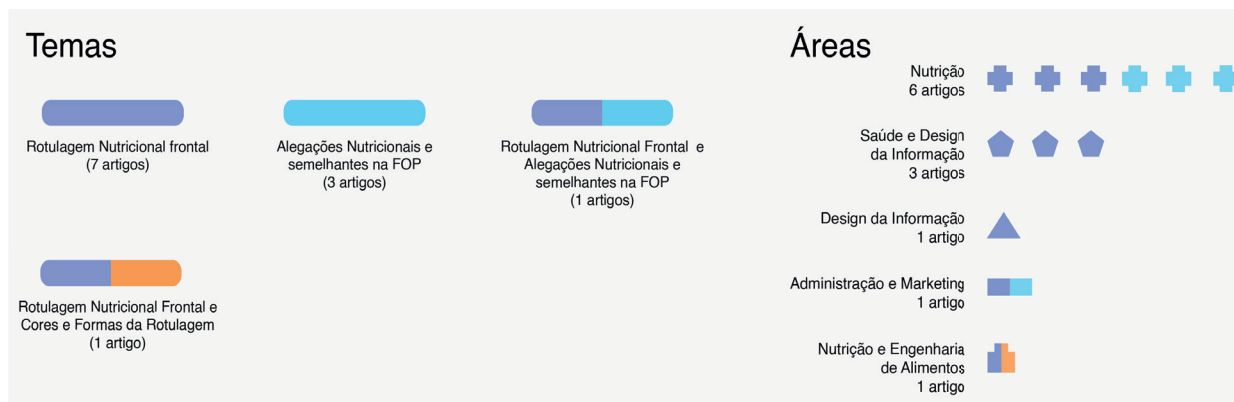 Temas
Rotulagem Nutricional frontal
(7 artigos)
Alegações Nutricionais e
semelhantes na FOP
(3 artigos)
Rotulagem Nutricional Frontal e
Alegações Nutricionais e
semelhantes na FOP
(1 artigos)
Rotulagem Nutricional Frontal e
Cores e Formas da Rotulagem
(1 artigo)
Áreas
Nutrição
6 artigos
Saúde e Design
da Informação
3 artigos
Design da Informação
1 artigo
Administração e Marketing
1 artigo
Nutrição e Engenharia
de Alimentos
1 artigo